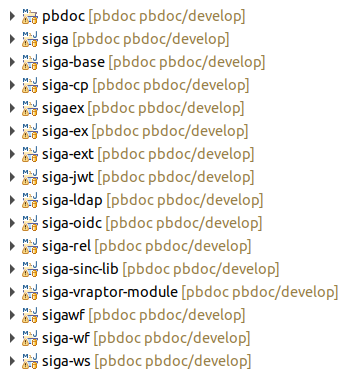 pbdoc [pbdoc pbdoc/develop]
siga [pbdoc pbdoc/develop]
siga-base [pbdoc pbdoc/develop]
siga-cp [pbdoc pbdoc/develop]
sigaex [pbdoc pbdoc/develop]
siga-ex [pbdoc pbdoc/develop]
siga-ext [pbdoc pbdoc/develop]
siga-jwt [pbdoc pbdoc/develop]
siga-ldap [pbdoc pbdoc/develop]
siga-oidc [pbdoc pbdoc/develop]
siga-rel [pbdoc pbdoc/develop]
siga-sinc-lib [pbdoc pbdoc/develop]
siga-vraptor-module [pbdoc pbdoc/develop]
sigawf [pbdoc pbdoc/develop]
siga-wf [pbdoc pbdoc/develop]
siga-ws [pbdoc pbdoc/develop]